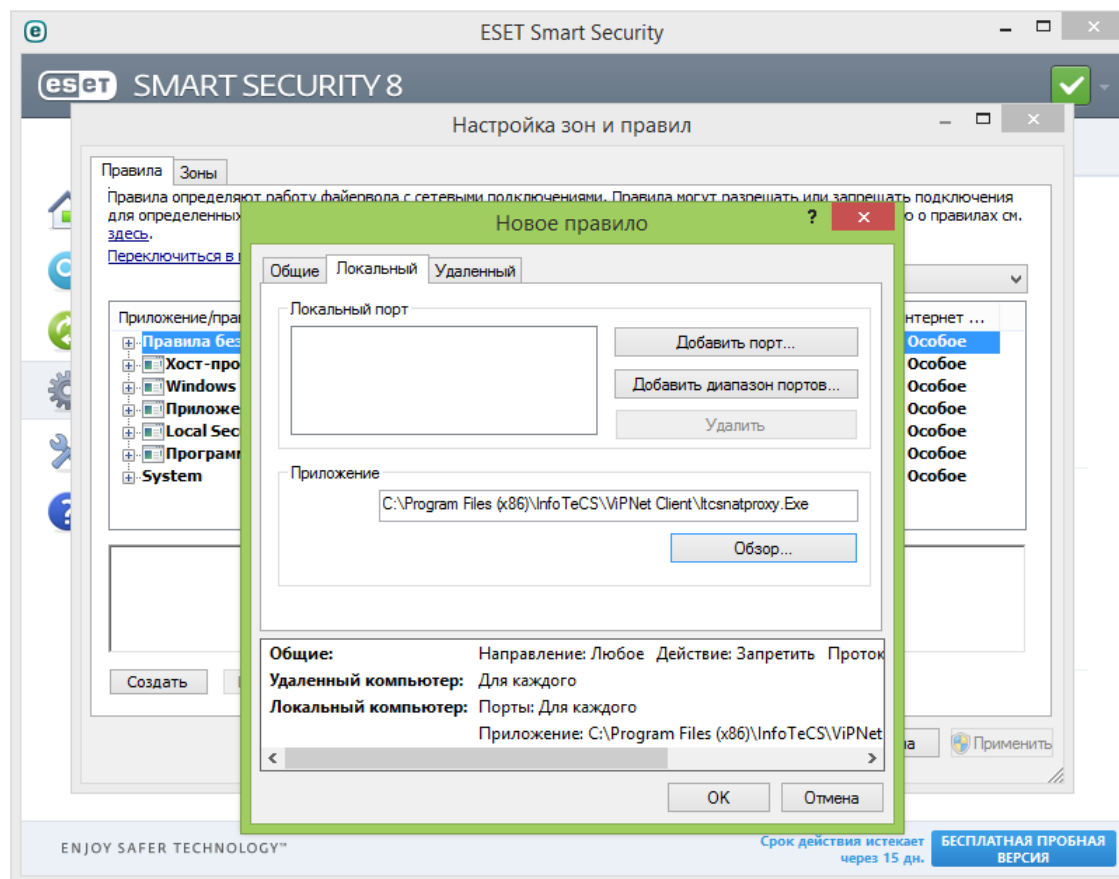 ESET Smart Security
eset SMART SECURITY 8
Настройка зон и правил
Правила Зоны
Правила определяют работу файервола с сетевыми подключениями. Правила могут разрешать или запрещать подключения
для определенных о правилах см.
здесь.
Переключиться в
Приложение/пра нтернет ...
Правила без Особое
Хост-про Особое
Windows Особое
Приложе Особое
Local Sec Особое
Програм Особое
System Особое
Создать
Применить
Новое правило ?
Общие Локальный Удаленный
Локальный порт
Добавить порт...
Добавить диапазон портов...
Удалить
Приложение
C:\Program Files (x86)\InfoTeCS\ViPNet Client\Itcsnatproxy.Exe
Обзор...
Общие: Направление: Любое Действие: Запретить Проток
Удаленный компьютер: Для каждого
Локальный компьютер: Порты: Для каждого
Приложение: C:\Program Files (x86)\InfoTeCS\ViPNet
OK Отмена
ENJOY SAFER TECHNOLOGY™
Срок действия истекает
через 15 дн.
БЕСПЛАТНАЯ ПРОБНАЯ
ВЕРСИЯ